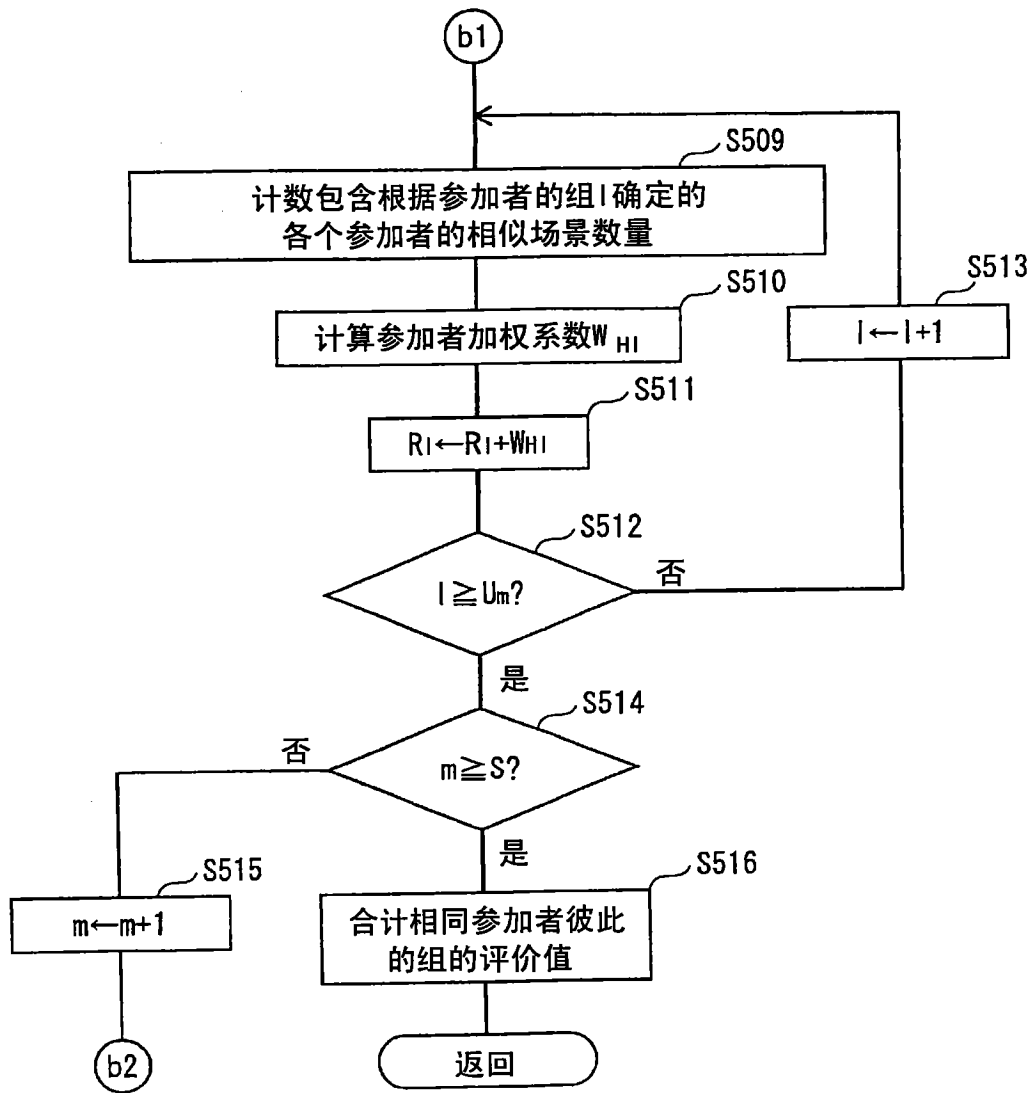 b1
S509
计数包含根据参加者的组l确定的
各个参加者的相似场景数量
S510
计算参加者加权系数W HI
S513
l←l+1
S511
Rl←Rl+WHl
S512
l≧Um?
否
是
S514
m≧S?
否
是
S515
m←m+1
S516
合计相同参加者彼此
的组的评价值
b2
返回